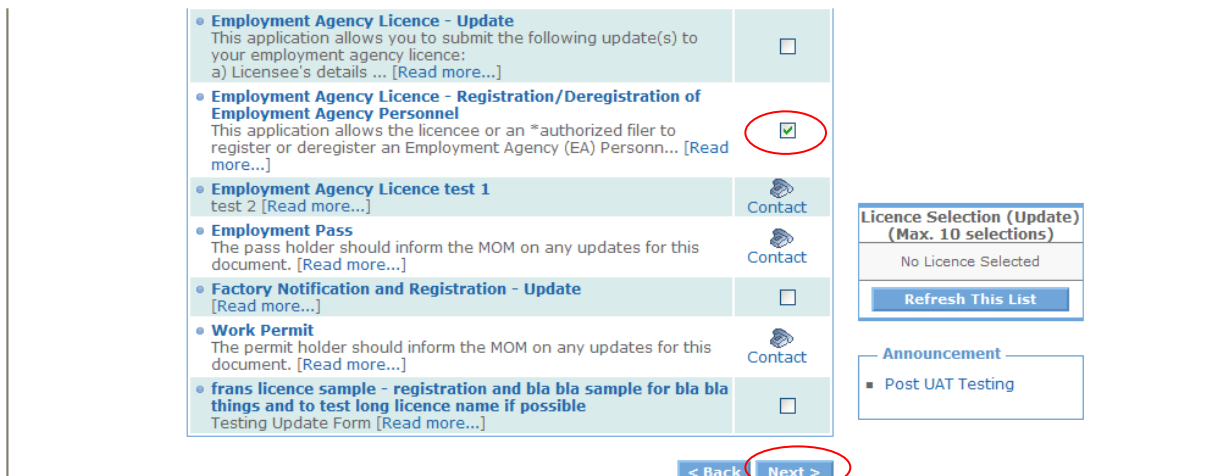 Employment Agency Licence - Update
This application allows you to submit the following update(s) to
your employment agency licence:
a) Licensee's details ... [Read more...]
Employment Agency Licence - Registration/Deregistration of
Employment Agency Personnel
This application allows the licencee or an *authorized filer to
register or deregister an Employment Agency (EA) Personn... [Read
more...]
Employment Agency Licence test 1
test 2 [Read more...]
Contact
Employment Pass
The pass holder should inform the MOM on any updates for this
document. [Read more...]
Contact
Factory Notification and Registration - Update
[Read more...]
Work Permit
The permit holder should inform the MOM on any updates for this
document. [Read more...]
Contact
frans licence sample - registration and bla bla sample for bla bla
things and to test long licence name if possible
Testing Update Form [Read more...]
< Back
Next >
Licence Selection (Update)
(Max. 10 selections)
No Licence Selected
Refresh This List
Announcement
Post UAT Testing